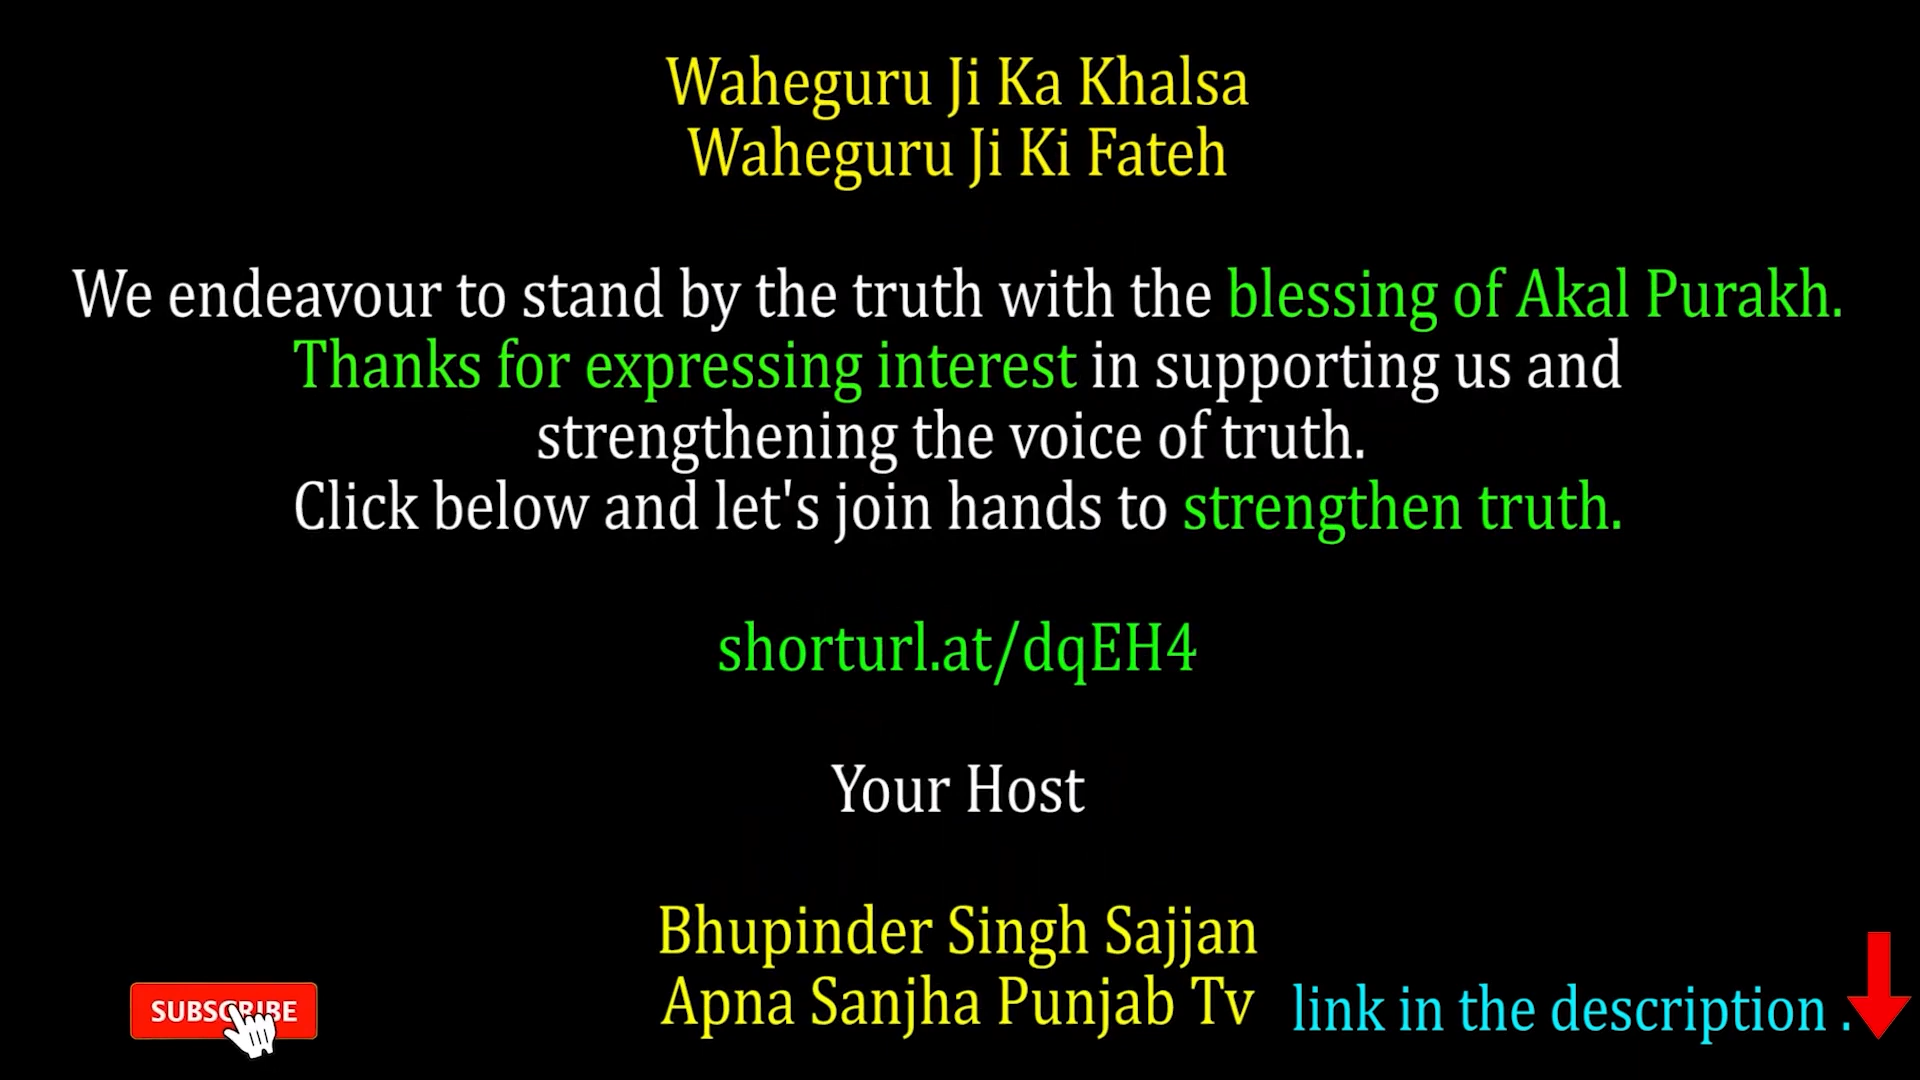 Waheguru Ji Ka Khalsa
Waheguru Ji Ki Fateh
We endeavour to stand by the truth with the blessing of Akal Purakh.
Thanks for expressing interest in supporting us and
strengthening the voice of truth.
Click below and let's join hands to strengthen truth.
shorturl.at/dqEH4
Your Host
Bhupinder Singh Sajjan
Apna Sanjha Punjab Tv
link in the description .
SUBSCRIBE